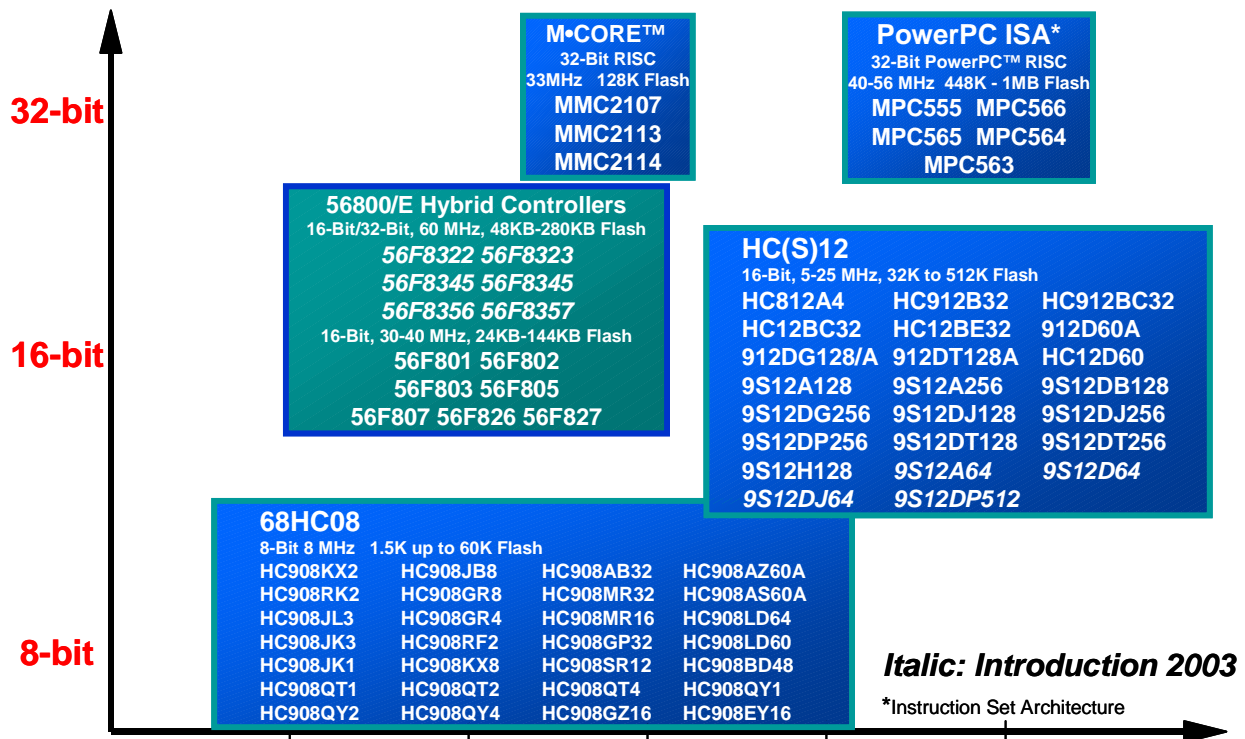 32-bit
16-bit
8-bit
M•CORE™
32-Bit RISC
33MHz 128K Flash
MMC2107
MMC2113
MMC2114
PowerPC ISA*
32-Bit PowerPC™ RISC
40-56 MHz 448K - 1MB Flash
MPC555 MPC566
MPC565 MPC564
MPC563
56800/E Hybrid Controllers
16-Bit/32-Bit, 60 MHz, 48KB-280KB Flash
56F8322 56F8323
56F8345 56F8345
56F8356 56F8357
16-Bit, 30-40 MHz, 24KB-144KB Flash
56F801 56F802
56F803 56F805
56F807 56F826 56F827
HC(S)12
16-Bit, 5-25 MHz, 32K to 512K Flash
HC812A4 HC912B32 HC912BC32
HC12BC32 HC12BE32 912D60A
912DG128/A 912DT128A HC12D60
9S12A128 9S12A256 9S12DB128
9S12DG256 9S12DJ128 9S12DJ256
9S12DP256 9S12DT128 9S12DT256
9S12H128 9S12A64 9S12D64
9S12DJ64 9S12DP512
68HC08
8-Bit 8 MHz 1.5K up to 60K Flash
HC908KX2 HC908JB8 HC908AB32 HC908AZ60A
HC908RK2 HC908GR8 HC908MR32 HC908AS60A
HC908JL3 HC908GR4 HC908MR16 HC908LD64
HC908JK3 HC908RF2 HC908GP32 HC908LD60
HC908JK1 HC908KX8 HC908SR12 HC908BD48
HC908QT1 HC908QT2 HC908QT4 HC908QY1
HC908QY2 HC908QY4 HC908GZ16 HC908EY16
Italic: Introduction 2003
*Instruction Set Architecture